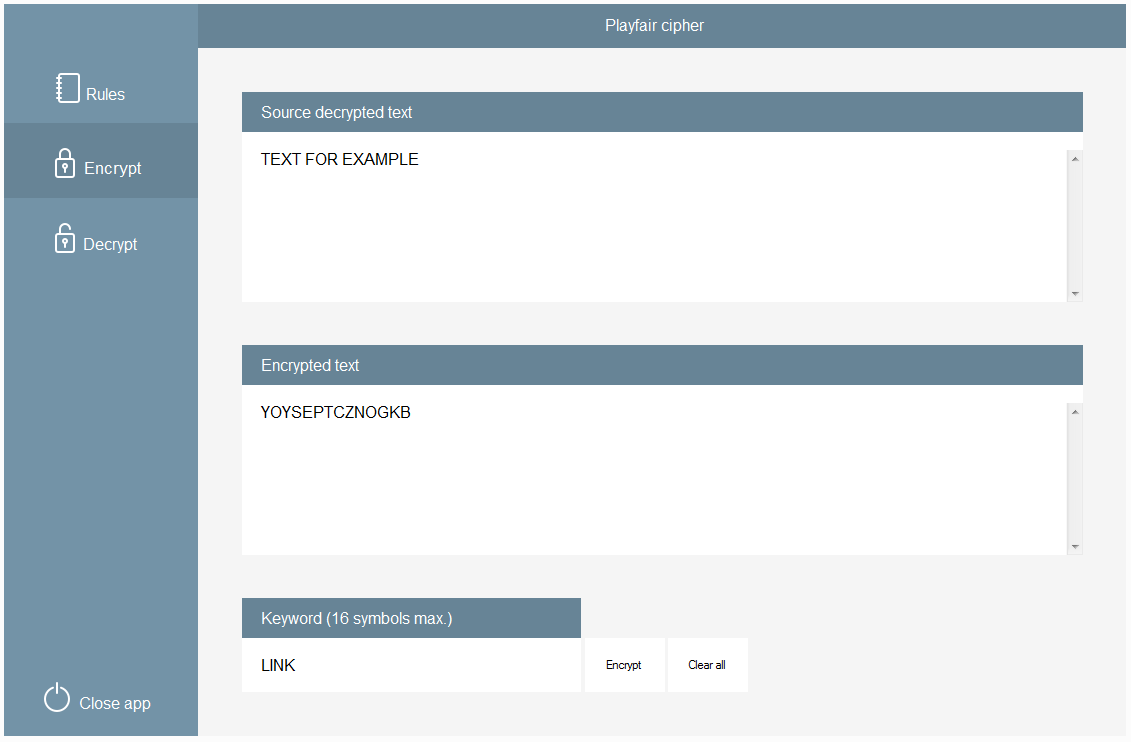 Playfair cipher
Rules
Encrypt
Decrypt
Close app
Source decrypted text
TEXT FOR EXAMPLE
Encrypted text
YOYSEPTCZNOGKB
Keyword (16 symbols max.)
LINK
Encrypt
Clear all